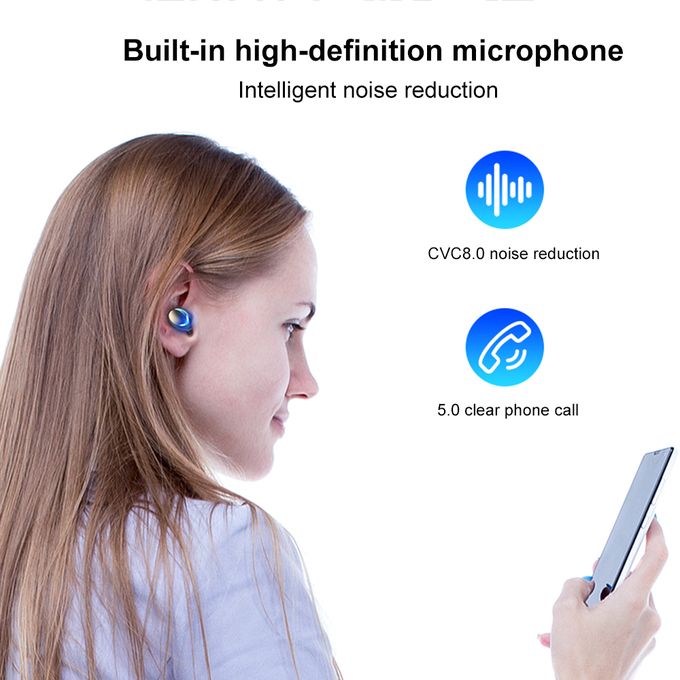 Built-in high-definition microphone
Intelligent noise reduction
CVC8.0 noise reduction
5.0 clear phone call